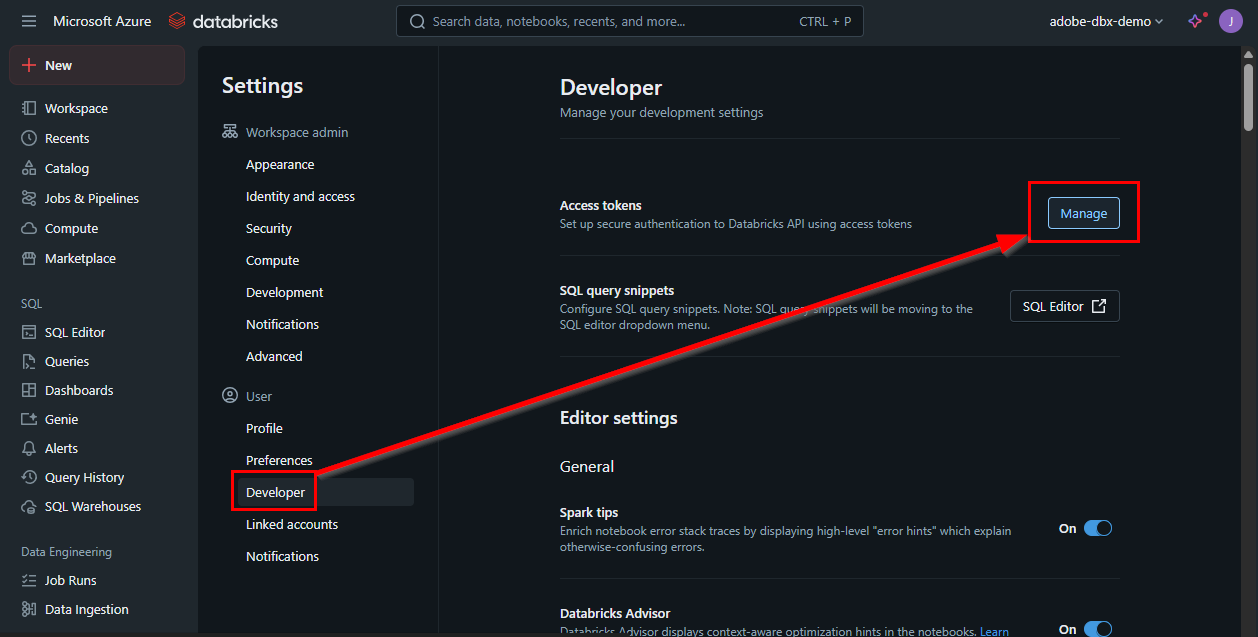 Microsoft Azure
databricks
Search data, notebooks, recents, and more...
CTRL + P
adobe-dbx-demo
J
New
Workspace
Recents
Catalog
Jobs & Pipelines
Compute
Marketplace
SQL
SQL Editor
Queries
Dashboards
Genie
Alerts
Query History
SQL Warehouses
Data Engineering
Job Runs
Data Ingestion
Settings
Workspace admin
Appearance
Identity and access
Security
Compute
Development
Notifications
Advanced
User
Profile
Preferences
Developer
Linked accounts
Notifications
Developer
Manage your development settings
Access tokens
Set up secure authentication to Databricks API using access tokens
Manage
SQL query snippets
Configure SQL query snippets. Note: SQL query snippets will be moving to the
SQL editor dropdown menu.
SQL Editor
Editor settings
General
Spark tips
Enrich notebook error stack traces by displaying high-level "error hints" which explain
otherwise-confusing errors.
On
Databricks Advisor
Databricks Advisor displays context-aware optimization hints in the notebooks. Learn
On